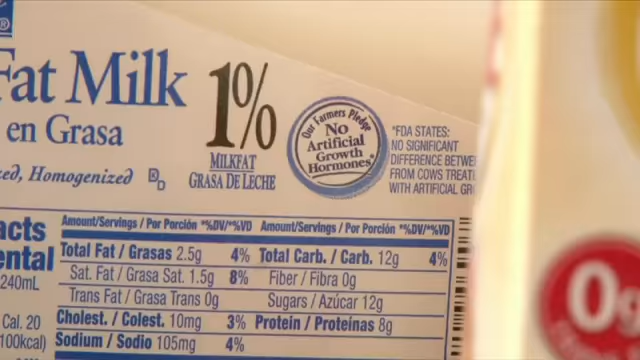 Fat Milk
en Grasa
Homogenized
1%
MILKFAT
GRASA DE LECHE
Our Farmers Pledge
No
Artificial
Growth
Hormones*
*FDA STATES:
NO SIGNIFICANT
DIFFERENCE
FROM COWS
WITH ARTIFICIAL
Amount/Servings / Por Porción *%DV/*%VD Amount/Servings / Por Porción *%DV/*%VD
Total Fat / Grasas 2.5g 4% Total Carb. / Carb. 12g 4%
240mL Sat. Fat / Grasa Sat. 1.5g 8% Fiber / Fibra 0g
Trans Fat / Grasa Trans 0g Sugars / Azúcar 12g
Cal. 20 Cholest. / Colest. 10mg 3% Protein / Proteínas 8g
100kcal) Sodium / Sodio 105mg 4%
0g